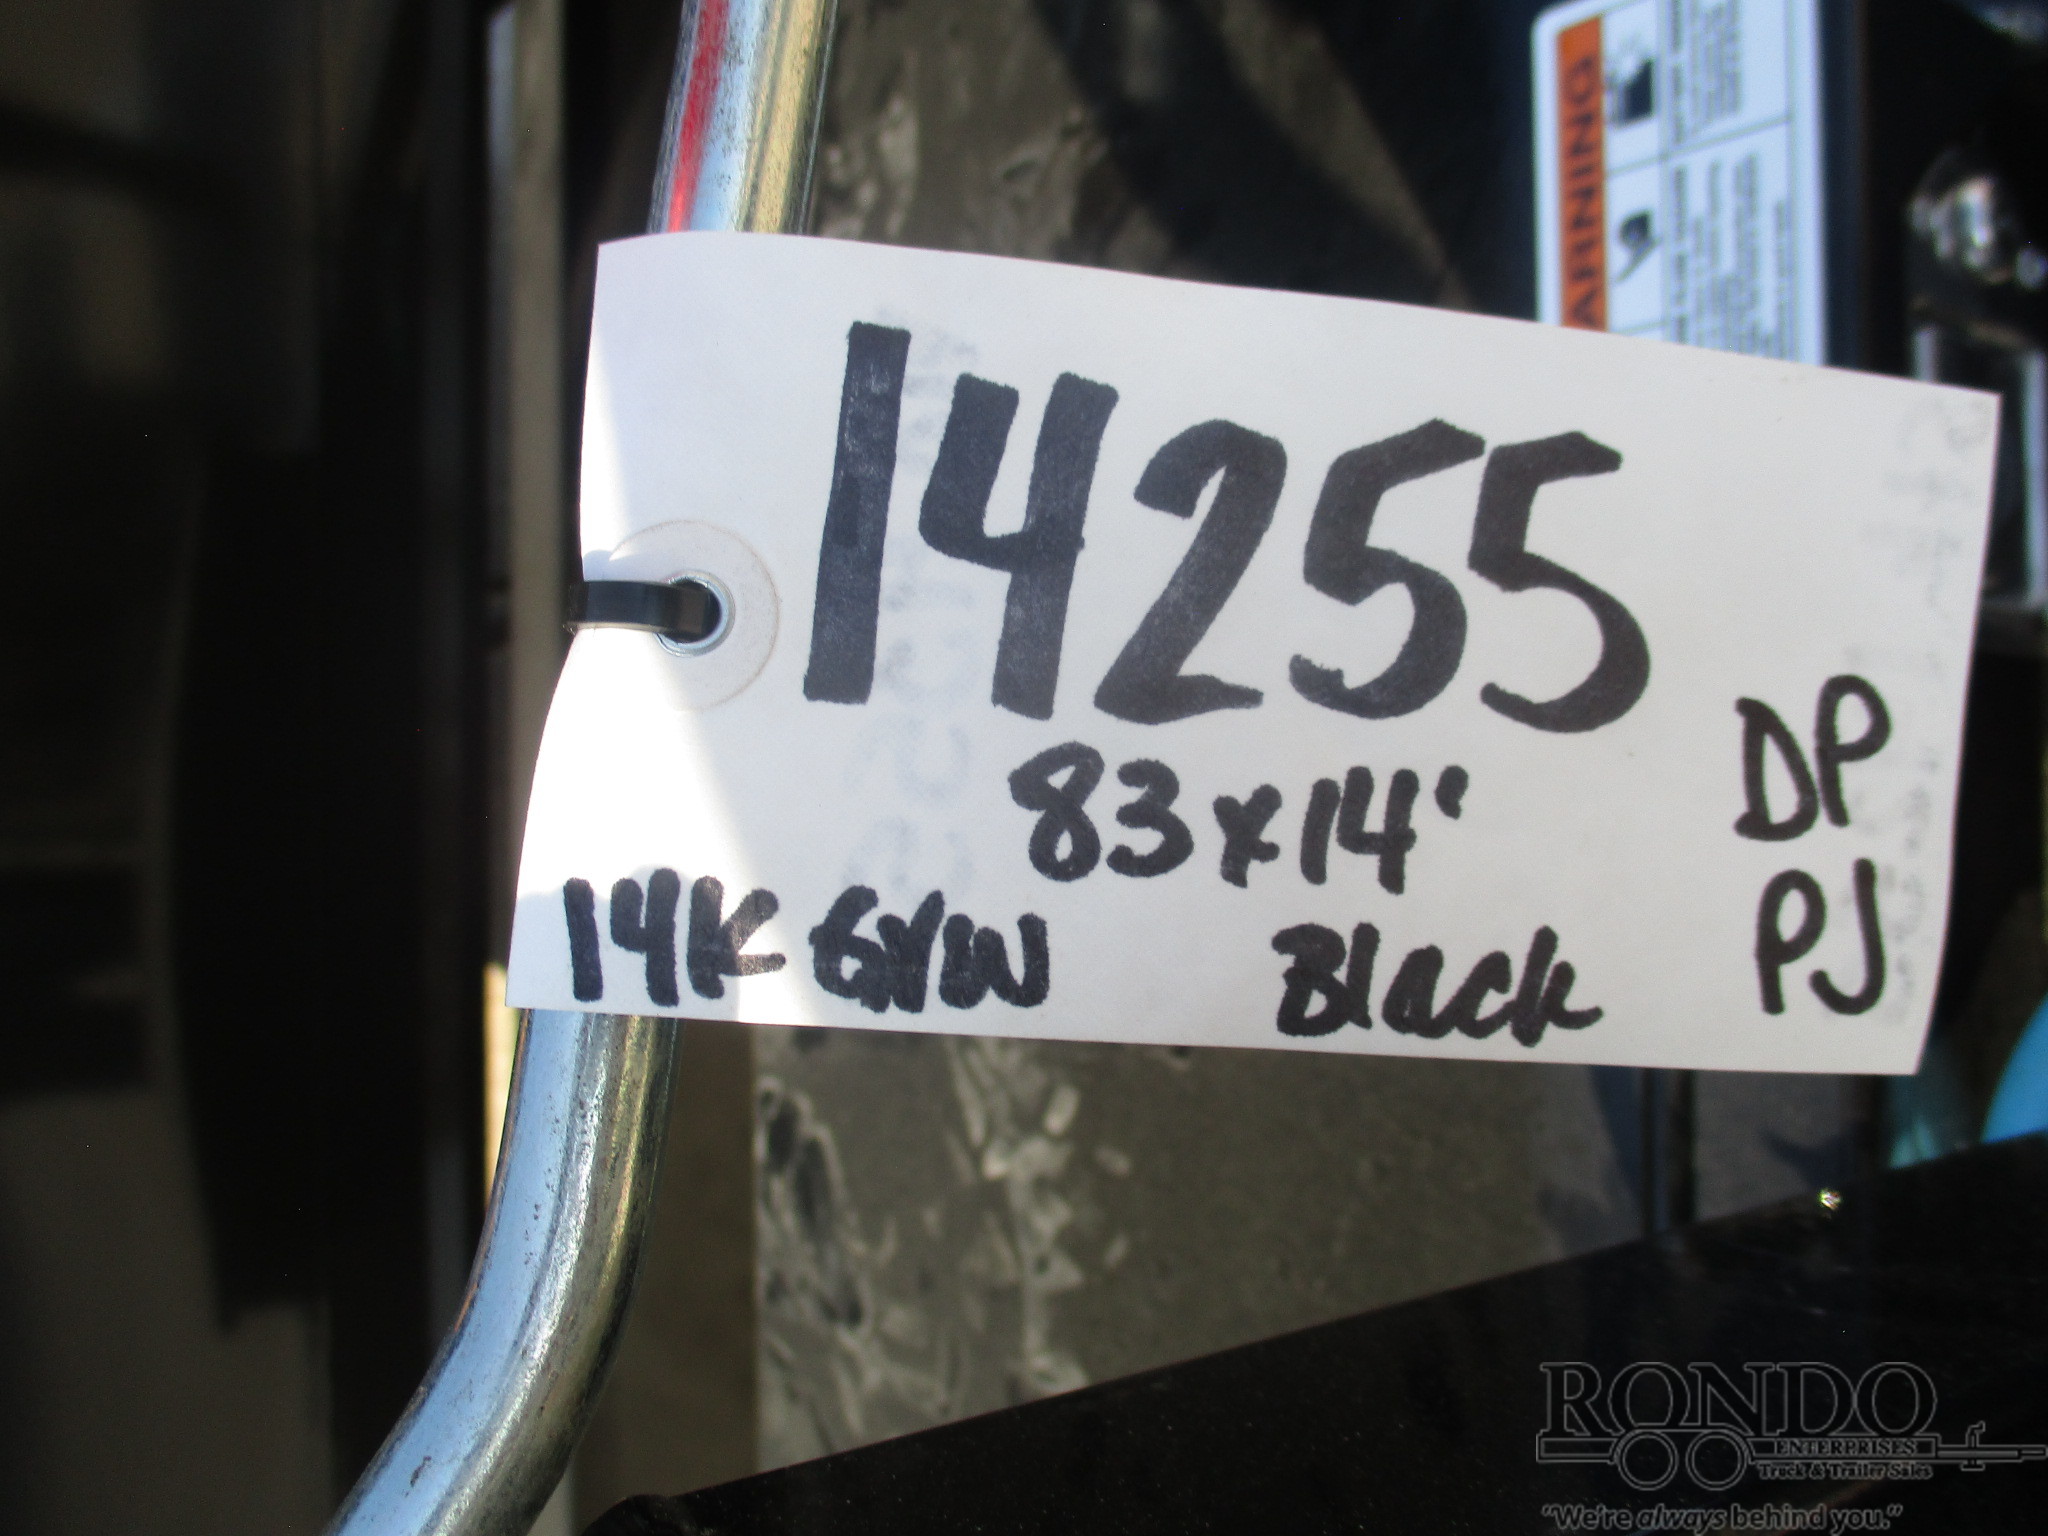 WARNING
14255
83x14'
14K GVW Black
DP
PJ
RONDO
ENTERPRISES
Truck & Trailer Sales
"We're always behind you."